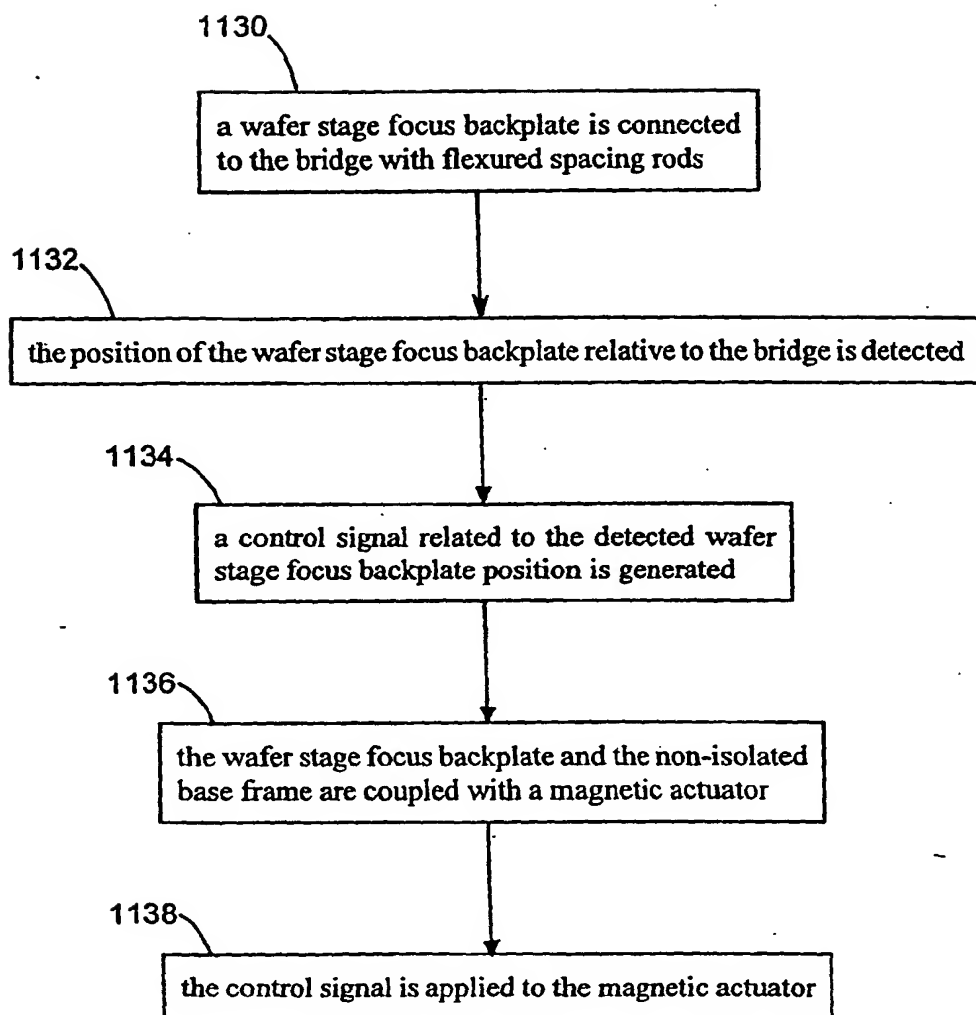 1130
a wafer stage focus backplate is connected
to the bridge with flexured spacing rods
1132
the position of the wafer stage focus backplate relative to the bridge is detected
1134
a control signal related to the detected wafer
stage focus backplate position is generated
1136
the wafer stage focus backplate and the non-isolated
base frame are coupled with a magnetic actuator
1138
the control signal is applied to the magnetic actuator